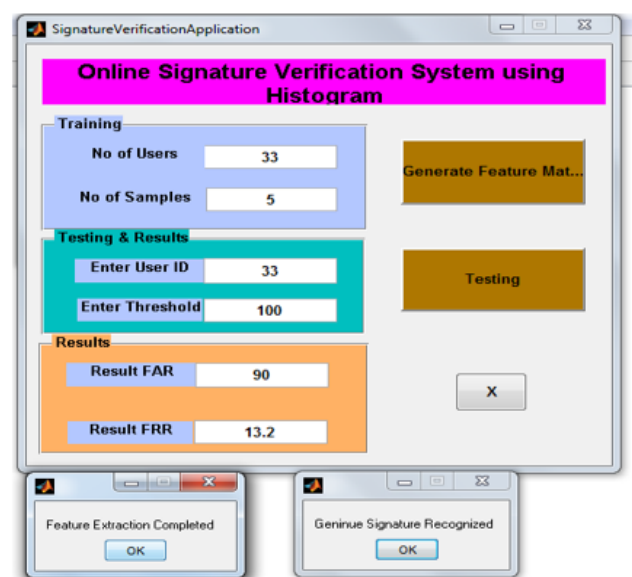 SignatureVerificationApplication
Online Signature Verification System using
Histogram
Training
No of Users 33
No of Samples 5
Generate Feature Mat...
Testing & Results
Enter User ID 33
Enter Threshold 100
Testing
Results
Result FAR 90
Result FRR 13.2
X
Feature Extraction Completed
OK
Geninue Signature Recognized
OK